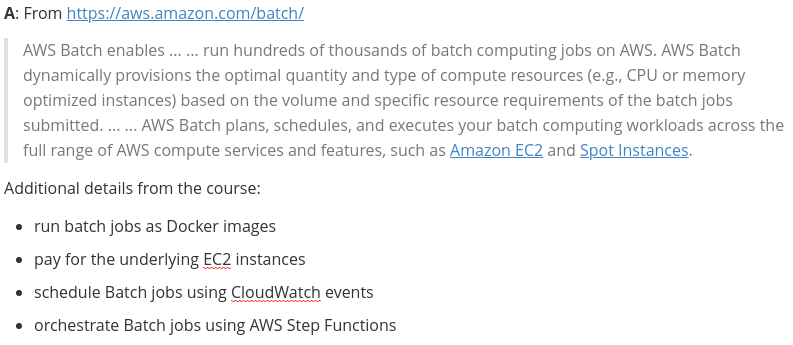 A: From https://aws.amazon.com/batch/
AWS Batch enables ... ... run hundreds of thousands of batch computing jobs on AWS. AWS Batch
dynamically provisions the optimal quantity and type of compute resources (e.g., CPU or memory
optimized instances) based on the volume and specific resource requirements of the batch jobs
submitted. ... ... AWS Batch plans, schedules, and executes your batch computing workloads across the
full range of AWS compute services and features, such as Amazon EC2 and Spot Instances.
Additional details from the course:
• run batch jobs as Docker images
• pay for the underlying EC2 instances
• schedule Batch jobs using CloudWatch events
• orchestrate Batch jobs using AWS Step Functions